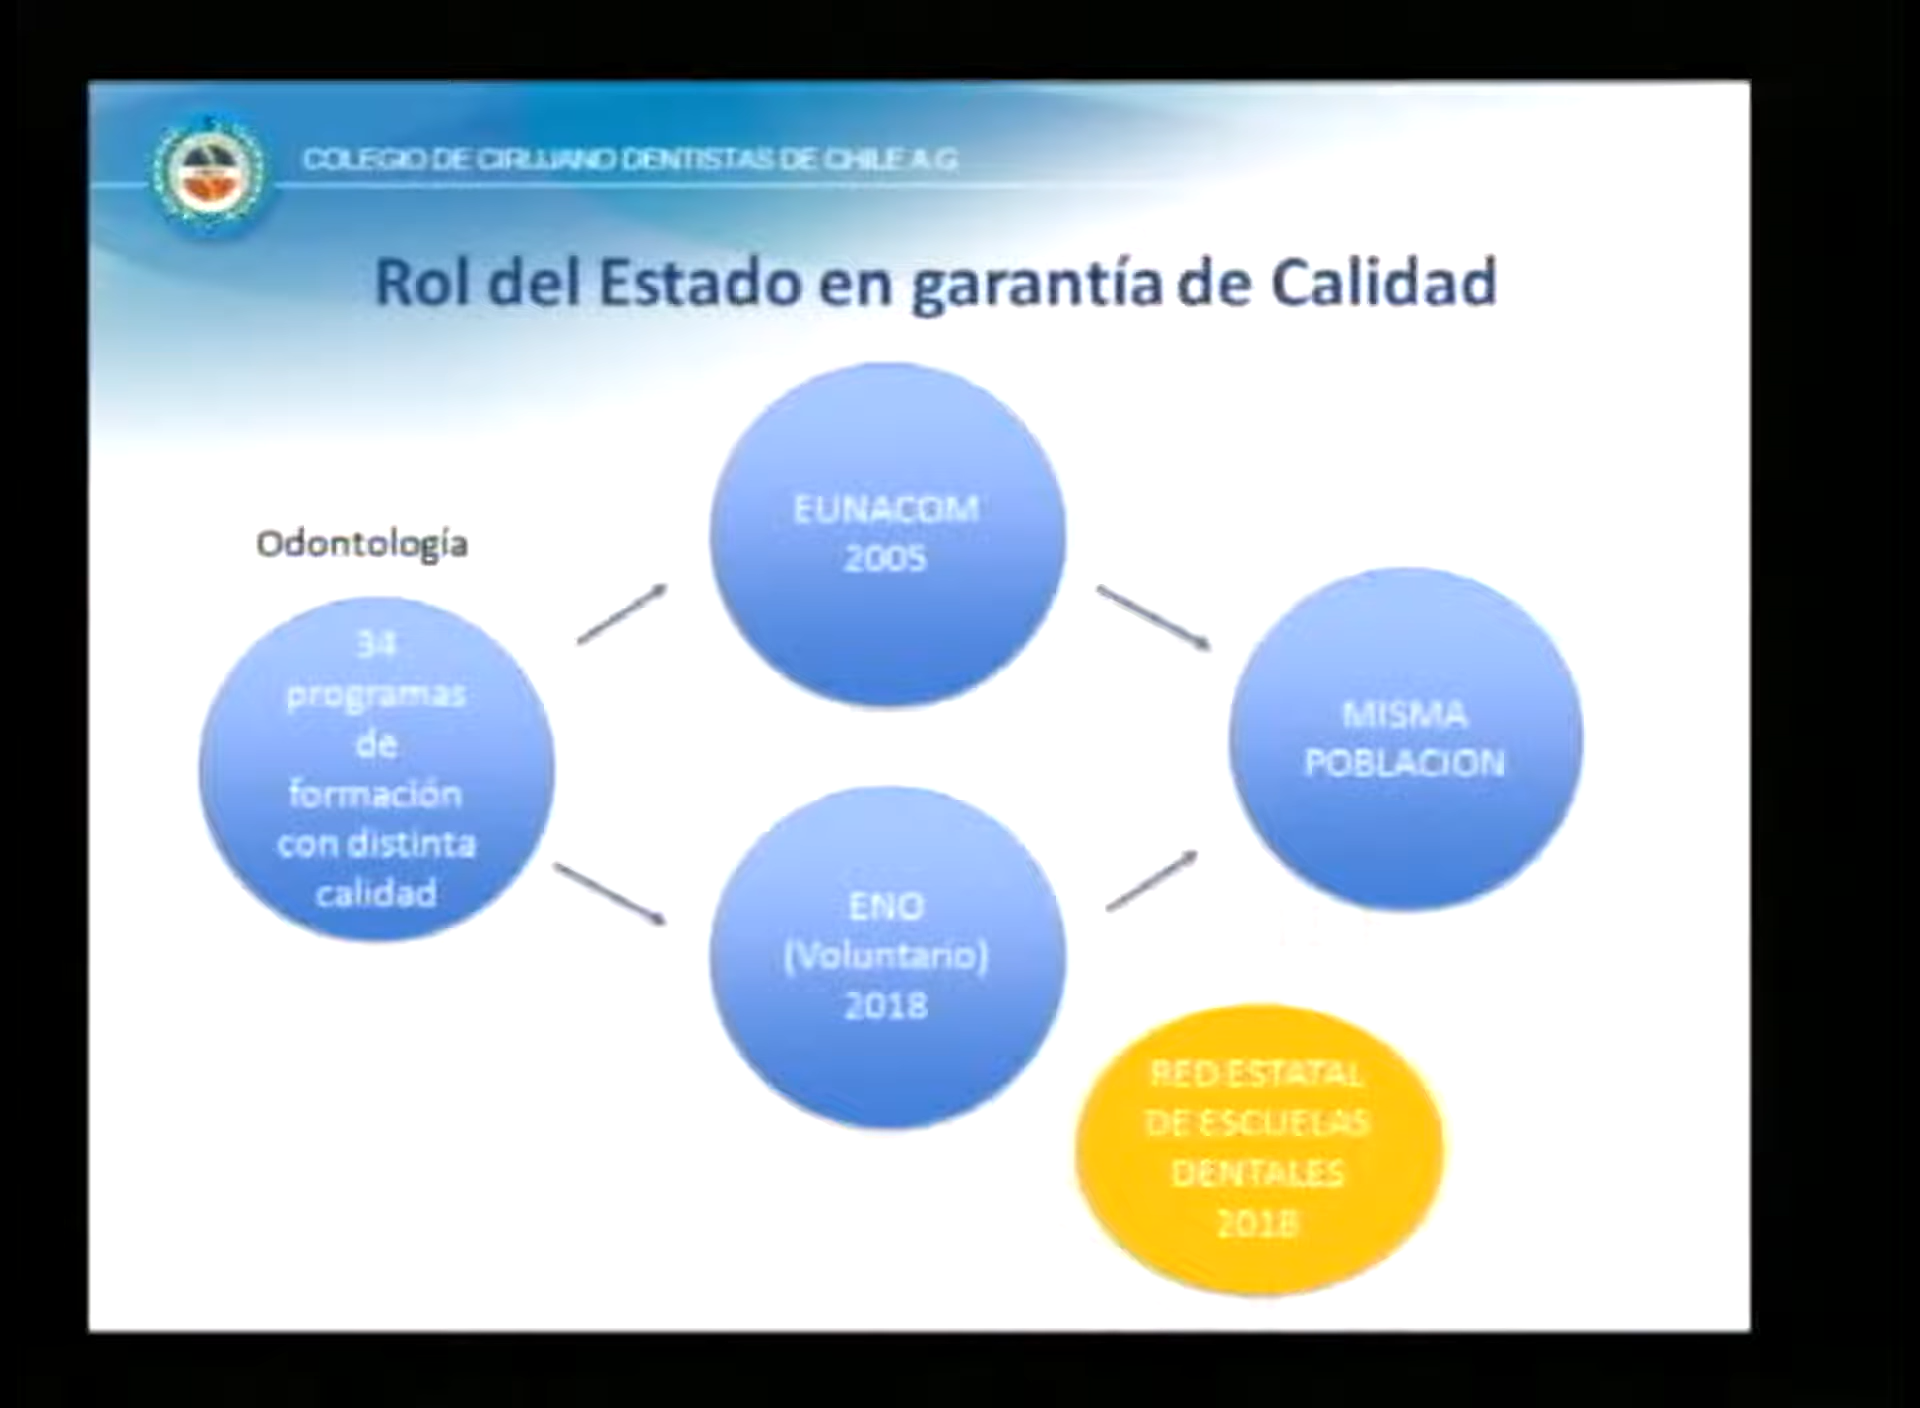 COLEGIO DE CIRUJANO DENTISTAS DE CHILE A.G
Rol del Estado en garantía de Calidad
Odontología
34
programas
de
formación
con distinta
calidad
EUNACOM
2005
ENO
(Voluntario)
2018
MISMA
POBLACION
RED ESTATAL
DE ESCUELAS
DENTALES
2018